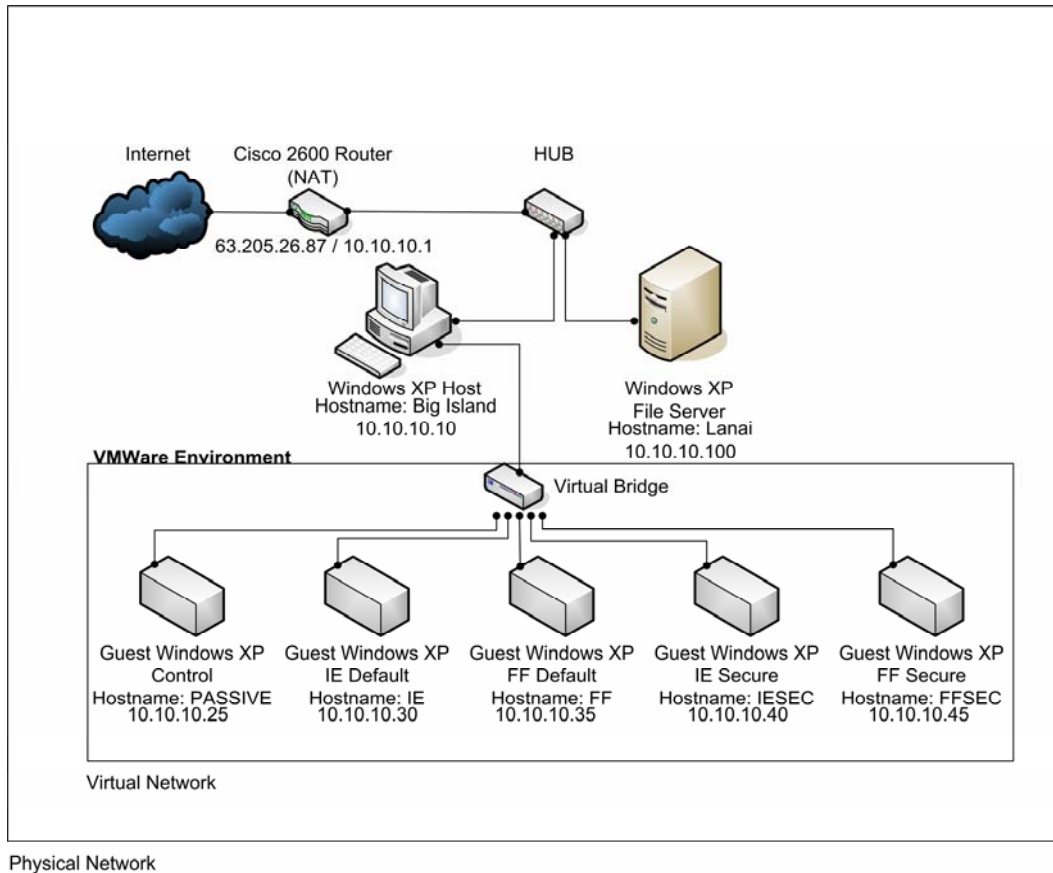 Internet
Cisco 2600 Router
(NAT)
HUB
63.205.26.87 / 10.10.10.1
Windows XP Host
Hostname: Big Island
10.10.10.10
Windows XP
File Server
Hostname: Lanai
10.10.10.100
VMWare Environment
Virtual Bridge
Guest Windows XP
Control
Hostname: PASSIVE
10.10.10.25
Guest Windows XP
IE Default
Hostname: IE
10.10.10.30
Guest Windows XP
FF Default
Hostname: FF
10.10.10.35
Guest Windows XP
IE Secure
Hostname: IESEC
10.10.10.40
Guest Windows XP
FF Secure
Hostname: FFSEC
10.10.10.45
Virtual Network
Physical Network